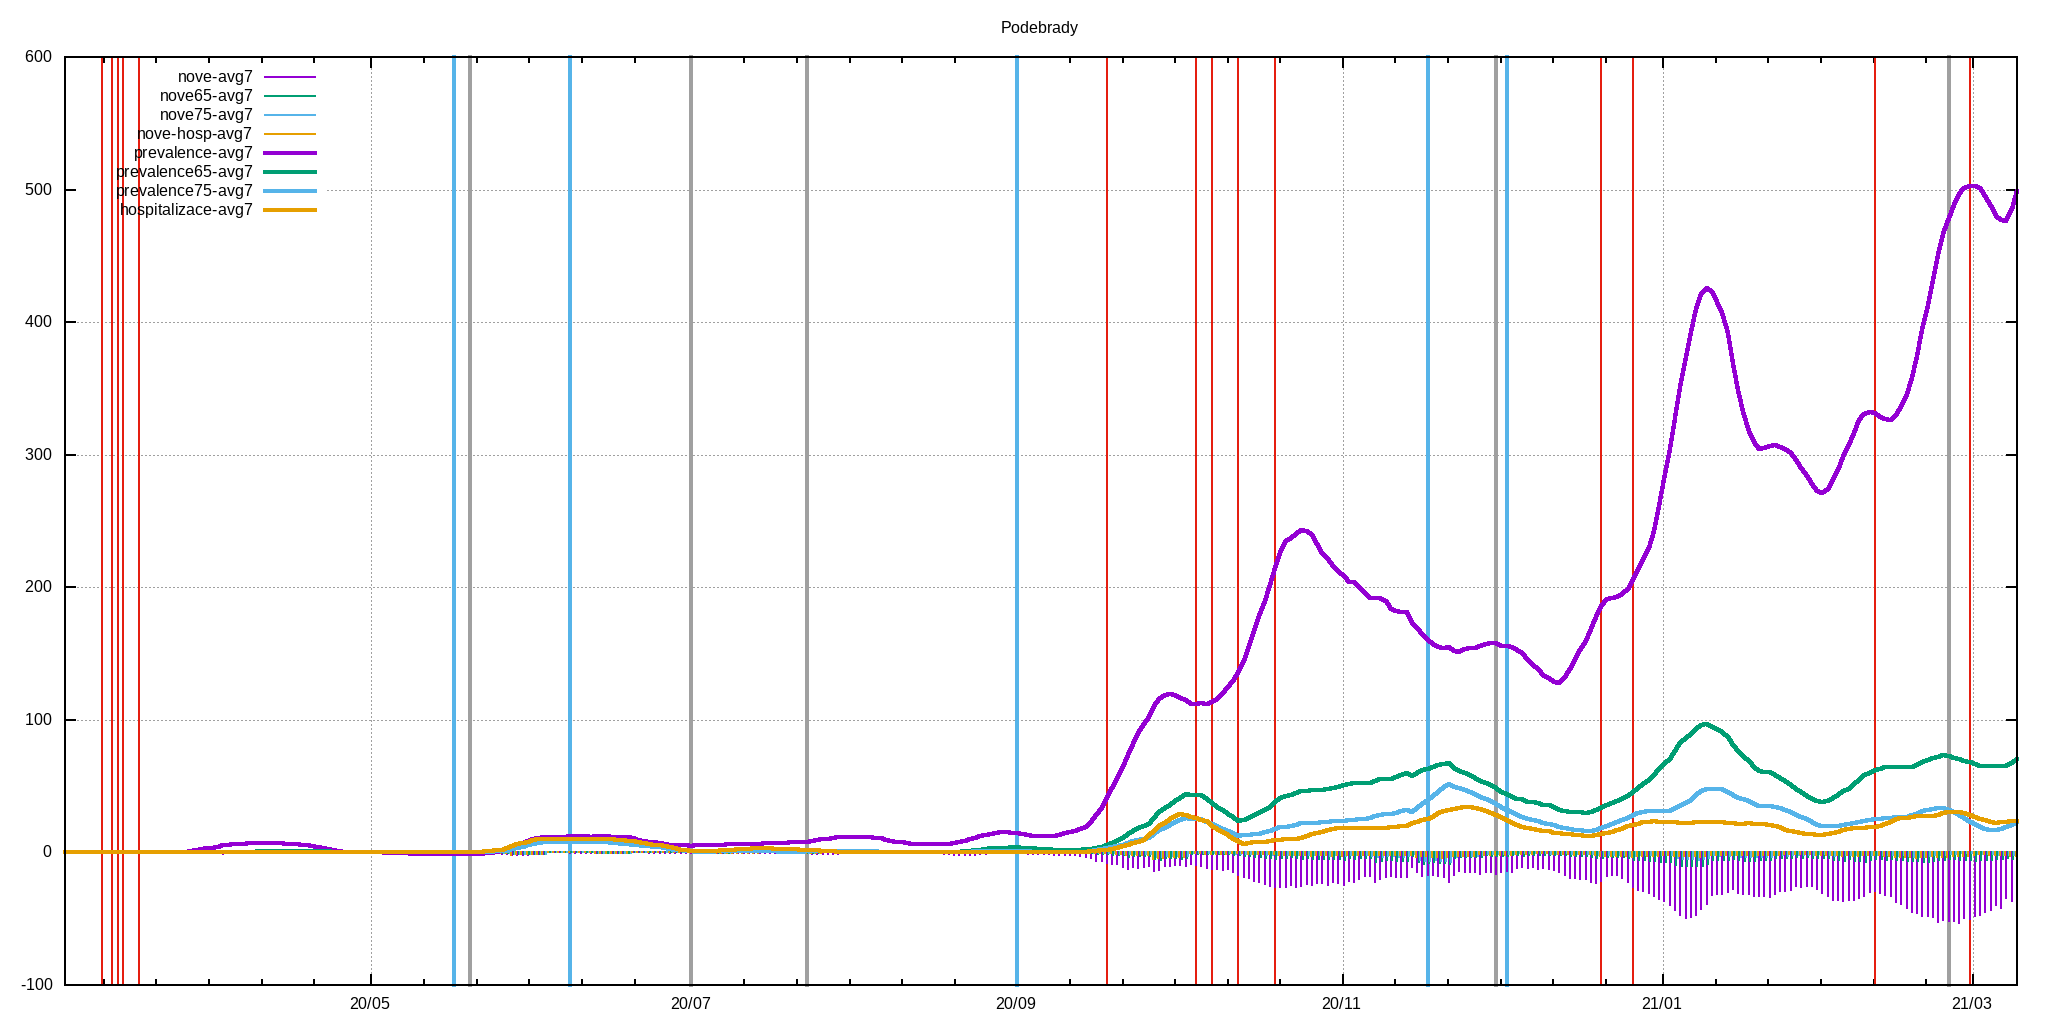 Podebrady
600
500
400
300
200
100
0
-100
nove-avg7
nove65-avg7
nove75-avg7
nove-hosp-avg7
prevalence-avg7
prevalence65-avg7
prevalence75-avg7
hospitalizace-avg7
20/05 20/07 20/09 20/11 21/01 21/03